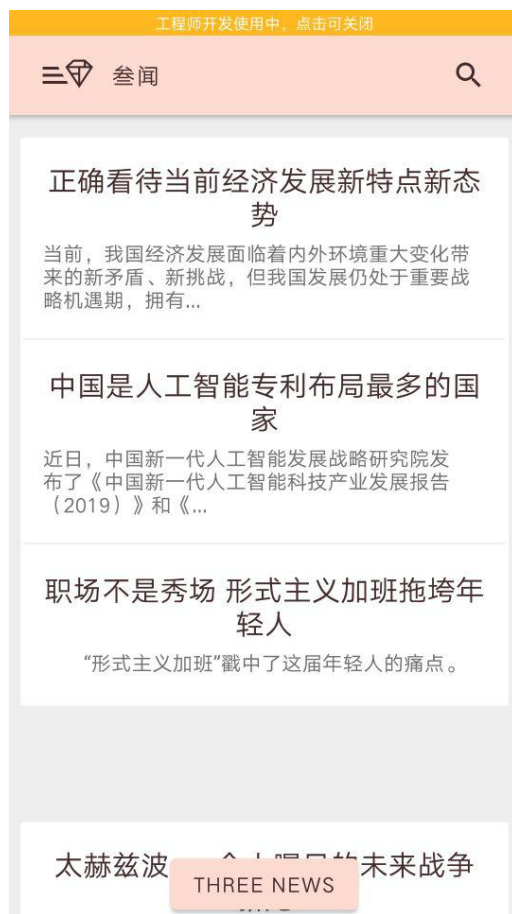 工程师开发使用中，点击可关闭
叁闻
正确看待当前经济发展新特点新态
势
当前，我国经济发展面临着内外环境重大变化带
来的新矛盾、新挑战，但我国发展仍处于重要战
略机遇期，拥有...
中国是人工智能专利布局最多的国
家
近日，中国新一代人工智能发展战略研究院发
布了《中国新一代人工智能科技产业发展报告
（2019）》和《...
职场不是秀场 形式主义加班拖垮年
轻人
“形式主义加班”戳中了这届年轻人的痛点。
太赫兹波 未来战争
THREE NEWS